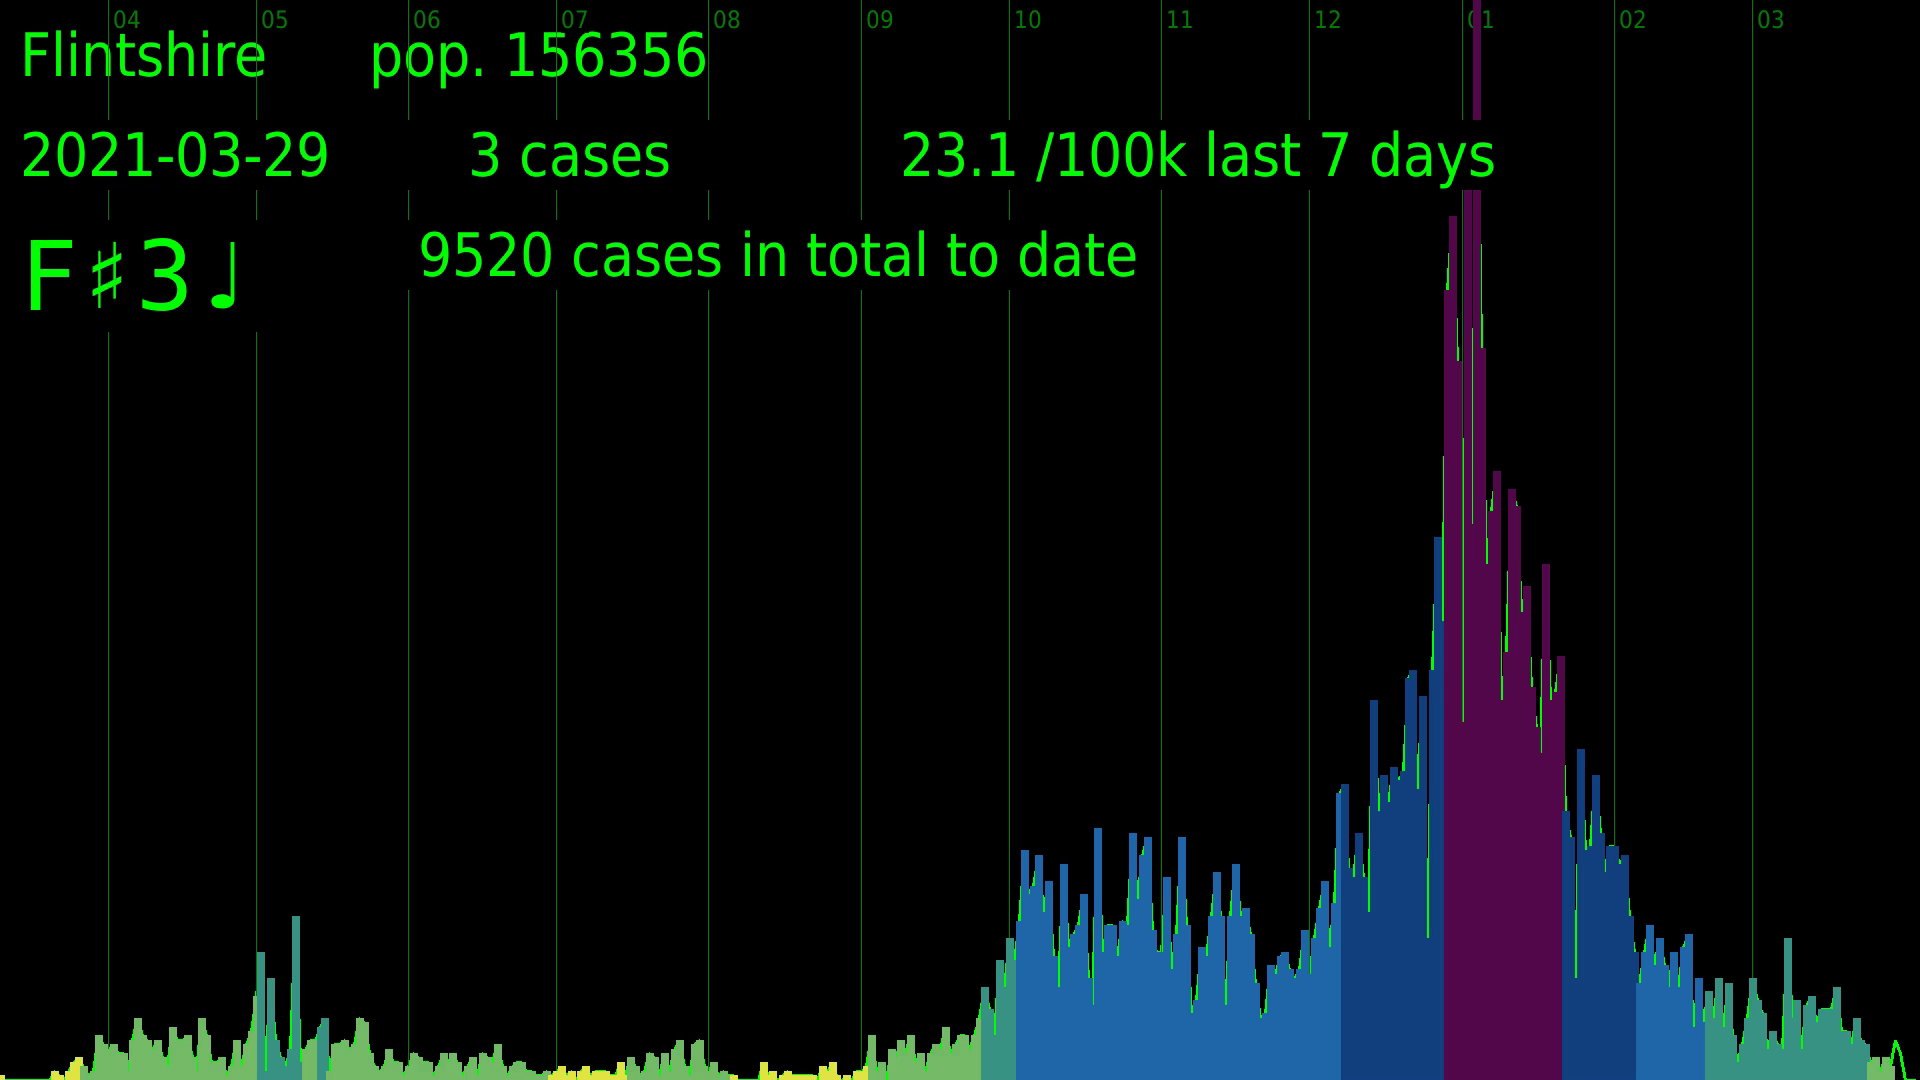 04 05 06 07 08 09 10 11 12 01 02 03
Flintshire pop. 156356
2021-03-29 3 cases 23.1 /100k last 7 days
F♯3♩ 9520 cases in total to date